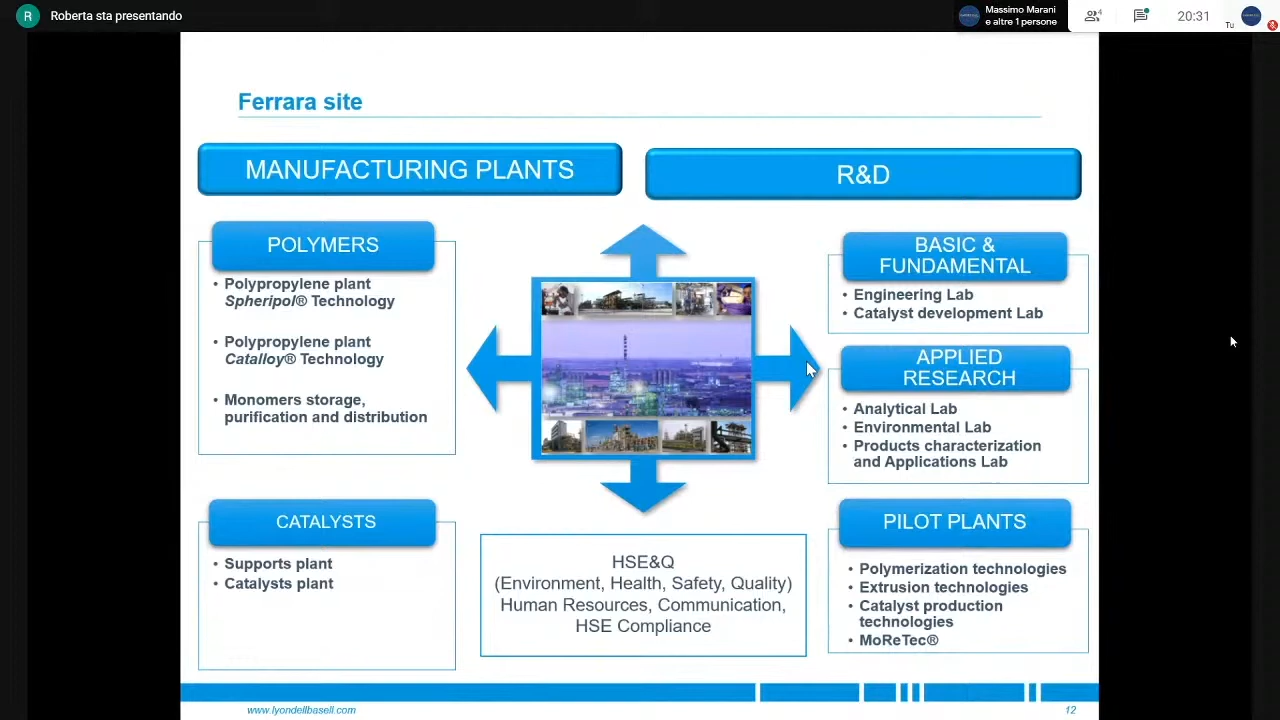 R
Roberta sta presentando
Massimo Marani
e altre 1 persone
4
20:31
Tu
Ferrara site
MANUFACTURING PLANTS
R&D
POLYMERS
• Polypropylene plant
Spheripol® Technology
• Polypropylene plant
Catalloy® Technology
• Monomers storage,
purification and distribution
CATALYSTS
• Supports plant
• Catalysts plant
HSE&Q
(Environment, Health, Safety, Quality)
Human Resources, Communication,
HSE Compliance
BASIC &
FUNDAMENTAL
• Engineering Lab
• Catalyst development Lab
APPLIED
RESEARCH
• Analytical Lab
• Environmental Lab
• Products characterization
and Applications Lab
PILOT PLANTS
• Polymerization technologies
• Extrusion technologies
• Catalyst production
technologies
• MoReTec®
www.lyondellbasell.com
12